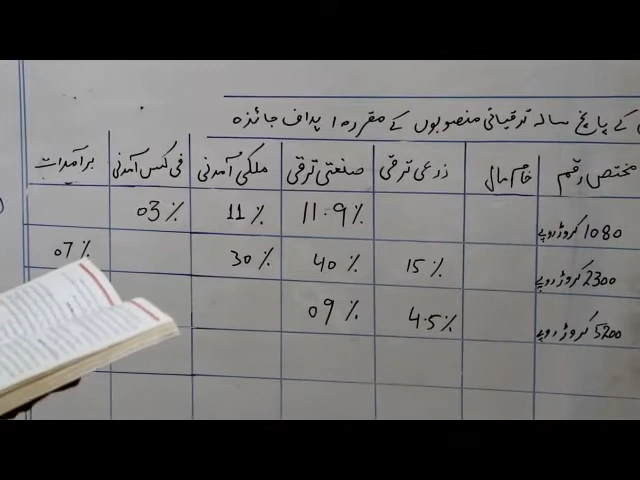 کے پانچ سالہ ترقیاتی منصوبوں کے مقررہ اہداف جائزہ
مختص رقم خام مال زرعی ترقی صنعتی ترقی ملکی آمدنی فی کس آمدنی برآمدات
1080 کروڑ روپے 11.9٪ 11٪ 03٪
2300 کروڑ روپے 15٪ 40٪ 30٪ 07٪
5200 کروڑ روپے 4.5٪ 09٪